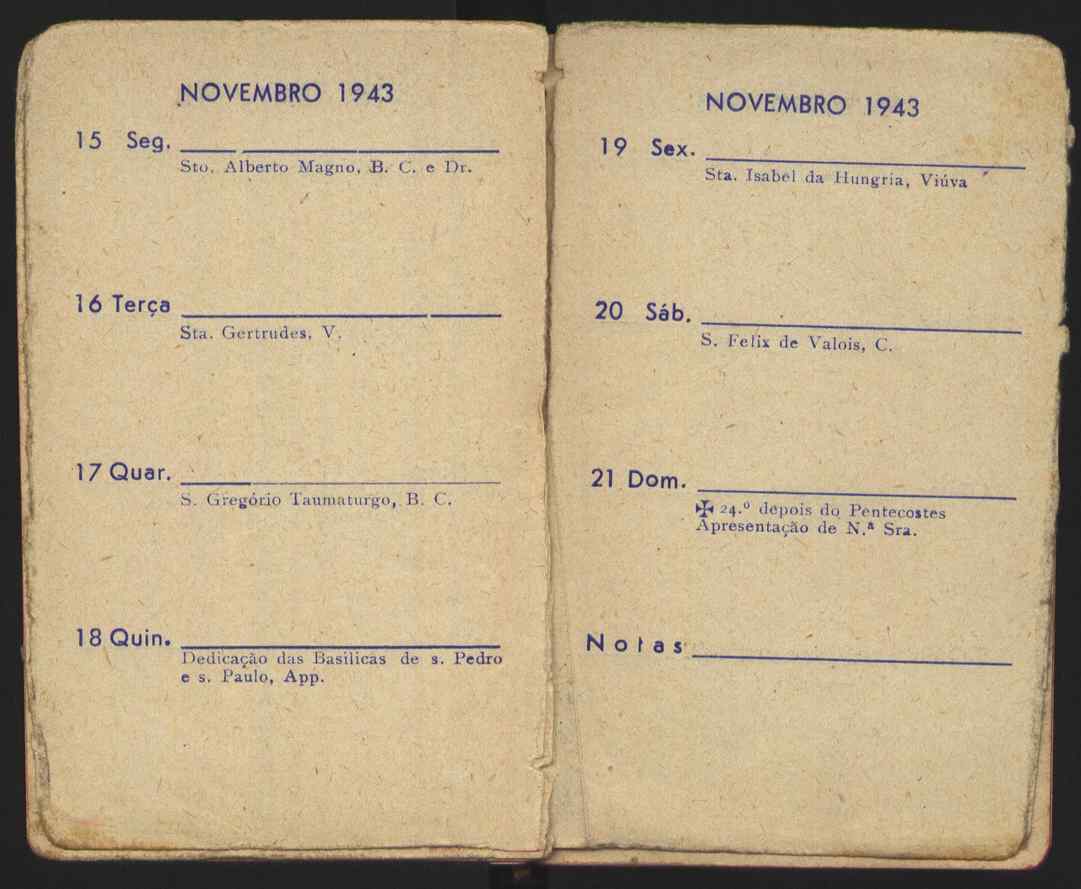 NOVEMBRO 1943
15 Seg.
Sto. Alberto Magno, B. C. e Dr.
16 Terça
Sta. Gertrudes, V.
17 Quar.
S. Gregório Taumaturgo, B. C.
18 Quin.
Dedicação das Basilicas de s. Pedro
e s. Paulo, App.
NOVEMBRO 1943
19 Sex.
Sta. Isabel da Hungria, Viúva
20 Sáb.
S. Felix de Valois, C.
21 Dom.
✠ 24.º depois do Pentecostes
Apresentação de N.ª Sra.
Notas